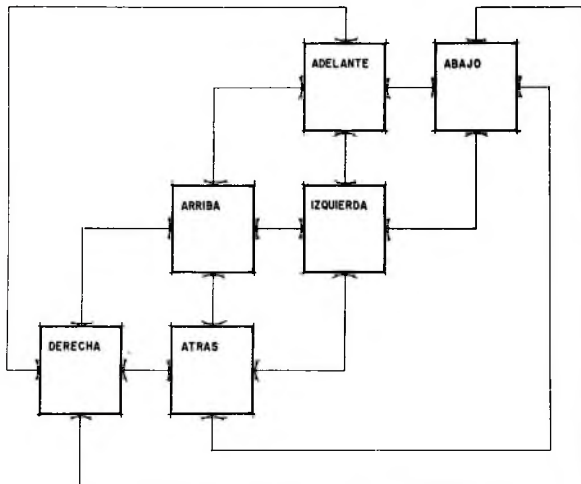 ADELANTE
ABAJO
ARRIBA
IZQUIERDA
DERECHA
ATRAS